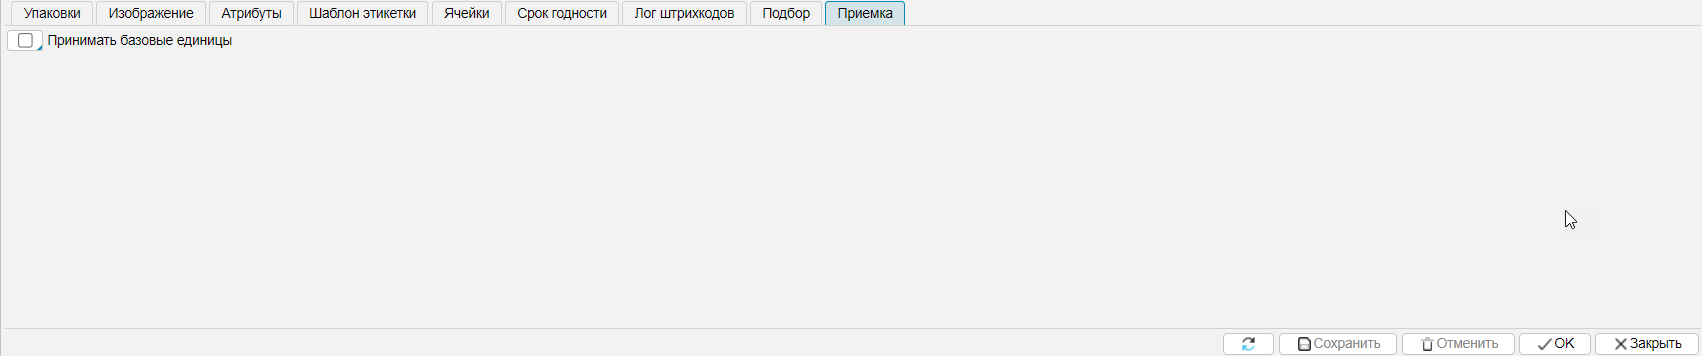 Упаковки Изображение Атрибуты Шаблон этикетки Ячейки Срок годности Лог штрихкодов Подбор Приемка
Принимать базовые единицы
Сохранить Отменить OK Закрыть